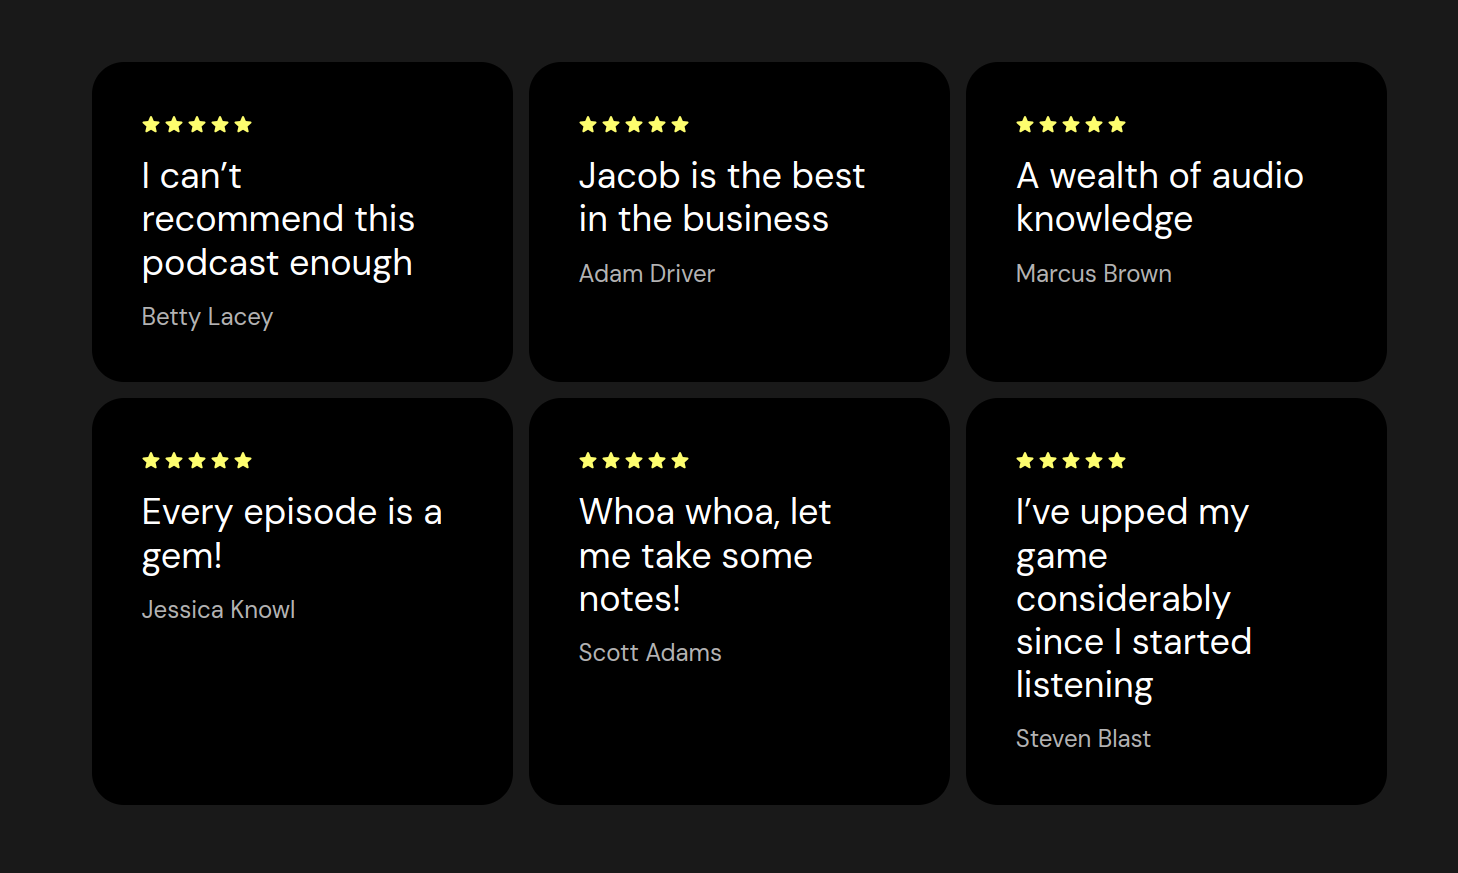 I can’t
recommend this
podcast enough
Betty Lacey
Jacob is the best
in the business
Adam Driver
A wealth of audio
knowledge
Marcus Brown
Every episode is a
gem!
Jessica Knowl
Whoa whoa, let
me take some
notes!
Scott Adams
I’ve upped my
game
considerably
since I started
listening
Steven Blast